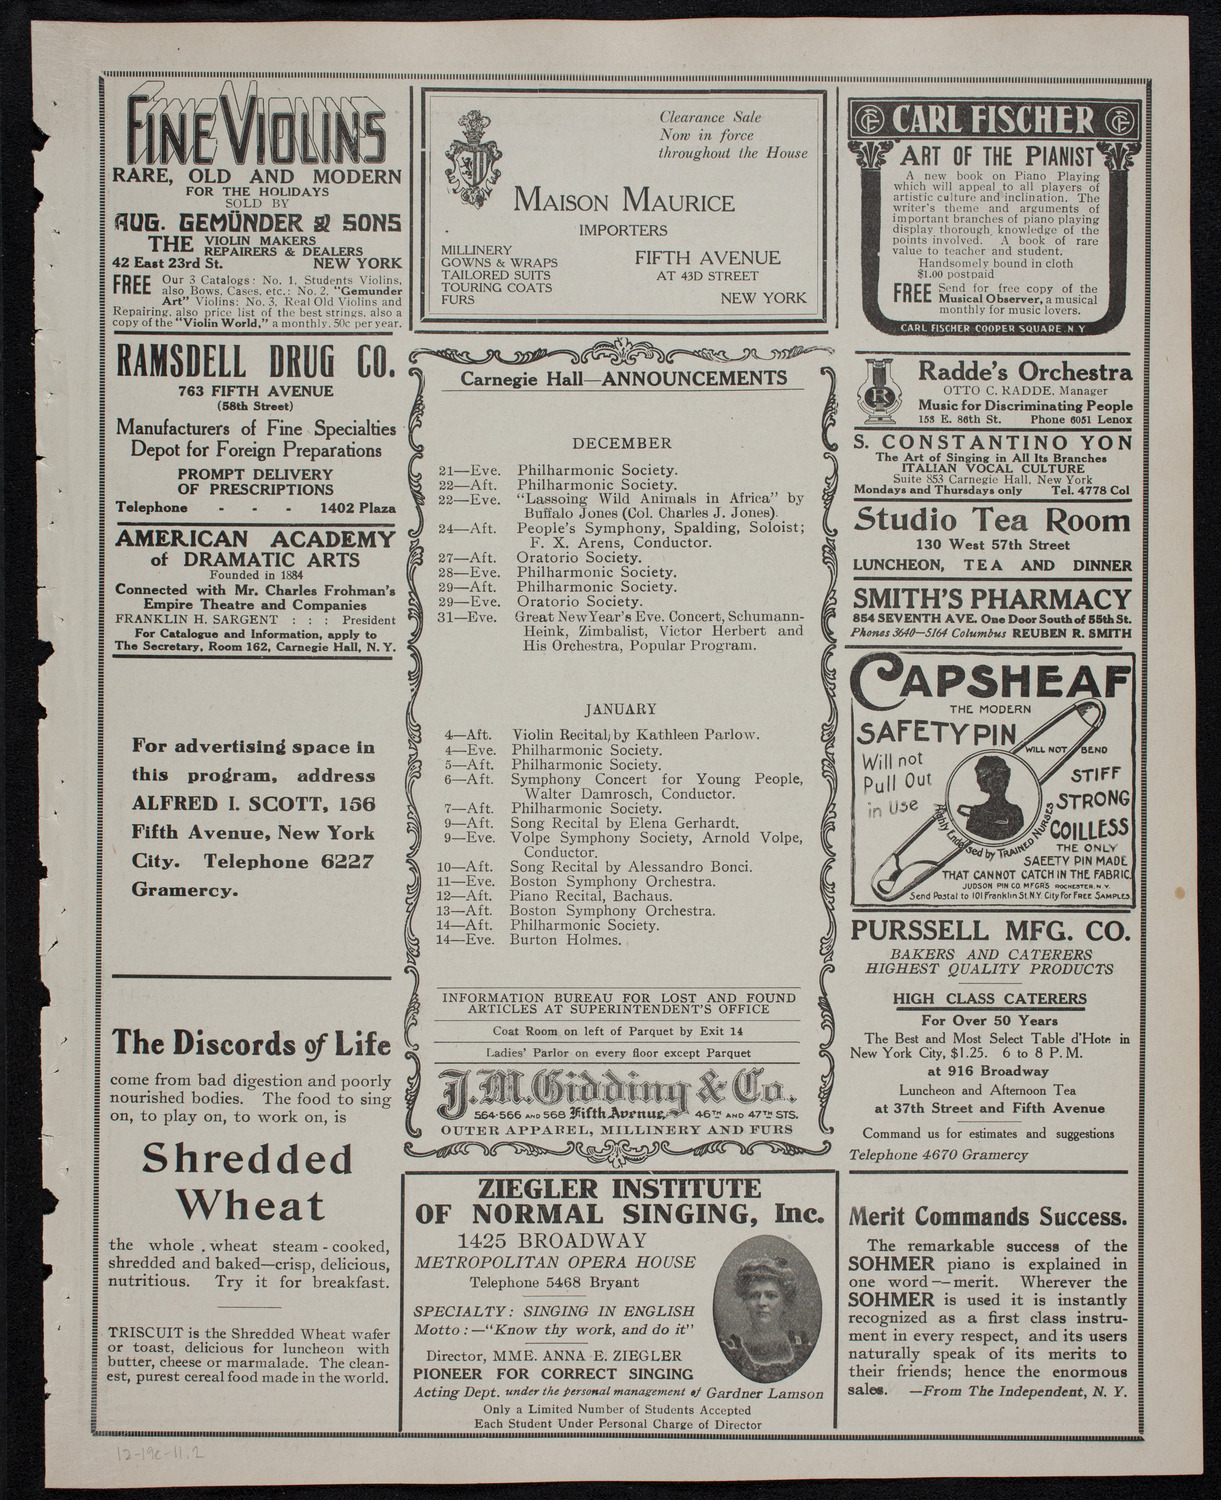 FINE VIOLINS
RARE, OLD AND MODERN
FOR THE HOLIDAYS
SOLD BY
AUG. GEMÜNDER & SONS
THE VIOLIN MAKERS
REPAIRERS & DEALERS
42 East 23rd St. NEW YORK
FREE Our 3 Catalogs: No. 1, Students Violins,
also Bows, Cases, etc.; No. 2, "Gemunder
Art" Violins: No. 3, Real Old Violins and
Repairing, also price list of the best strings, also a
copy of the "Violin World," a monthly. 50c per year.
RAMSDELL DRUG CO.
763 FIFTH AVENUE
(58th Street)
Manufacturers of Fine Specialties
Depot for Foreign Preparations
PROMPT DELIVERY
OF PRESCRIPTIONS
Telephone - - - 1402 Plaza
AMERICAN ACADEMY
of DRAMATIC ARTS
Founded in 1884
Connected with Mr. Charles Frohman's
Empire Theatre and Companies
FRANKLIN H. SARGENT : : : President
For Catalogue and Information, apply to
The Secretary, Room 162, Carnegie Hall, N. Y.
For advertising space in
this program, address
ALFRED I. SCOTT, 156
Fifth Avenue, New York
City. Telephone 6227
Gramercy.
The Discords of Life
come from bad digestion and poorly
nourished bodies. The food to sing
on, to play on, to work on, is
Shredded
Wheat
the whole wheat steam-cooked,
shredded and baked—crisp, delicious,
nutritious. Try it for breakfast.
TRISCUIT is the Shredded Wheat wafer
or toast, delicious for luncheon with
butter, cheese or marmalade. The clean-
est, purest cereal food made in the world.
Clearance Sale
Now in force
throughout the House
MAISON MAURICE
IMPORTERS
MILLINERY
GOWNS & WRAPS
TAILORED SUITS
TOURING COATS
FURS
FIFTH AVENUE
AT 43D STREET
NEW YORK
Carnegie Hall—ANNOUNCEMENTS
DECEMBER
21—Eve. Philharmonic Society.
22—Aft. Philharmonic Society.
22—Eve. "Lassoing Wild Animals in Africa" by
Buffalo Jones (Col. Charles J. Jones).
24—Aft. People's Symphony, Spalding, Soloist;
F. X. Arens, Conductor.
27—Aft. Oratorio Society.
28—Eve. Philharmonic Society.
29—Aft. Philharmonic Society.
29—Eve. Oratorio Society.
31—Eve. Great New Year's Eve. Concert, Schumann-
Heink, Zimbalist, Victor Herbert and
His Orchestra, Popular Program.
JANUARY
4—Aft. Violin Recital, by Kathleen Parlow.
4—Eve. Philharmonic Society.
5—Aft. Philharmonic Society.
6—Aft. Symphony Concert for Young People,
Walter Damrosch, Conductor.
7—Aft. Philharmonic Society.
9—Aft. Song Recital by Elena Gerhardt.
9—Eve. Volpe Symphony Society, Arnold Volpe,
Conductor.
10—Aft. Song Recital by Alessandro Bonci.
11—Eve. Boston Symphony Orchestra.
12—Aft. Piano Recital, Bachaus.
13—Aft. Boston Symphony Orchestra.
14—Aft. Philharmonic Society.
14—Eve. Burton Holmes.
INFORMATION BUREAU FOR LOST AND FOUND
ARTICLES AT SUPERINTENDENT'S OFFICE
Coat Room on left of Parquet by Exit 14
Ladies' Parlor on every floor except Parquet
J.M. Gidding & Co.
564-566 AND 568 Fifth Avenue, 46TH AND 47TH STS.
OUTER APPAREL, MILLINERY AND FURS
ZIEGLER INSTITUTE
OF NORMAL SINGING, Inc.
1425 BROADWAY
METROPOLITAN OPERA HOUSE
Telephone 5468 Bryant
SPECIALTY: SINGING IN ENGLISH
Motto:—"Know thy work, and do it"
Director, MME. ANNA E. ZIEGLER
PIONEER FOR CORRECT SINGING
Acting Dept. under the personal management of Gardner Lamson
Only a Limited Number of Students Accepted
Each Student Under Personal Charge of Director
CARL FISCHER
ART OF THE PIANIST
A new book on Piano Playing
which will appeal to all players of
artistic culture and inclination. The
writer's theme and arguments of
important branches of piano playing
display thorough knowledge of the
points involved. A book of rare
value to teacher and student.
Handsomely bound in cloth
$1.00 postpaid
FREE Send for free copy of the
Musical Observer, a musical
monthly for music lovers.
CARL FISCHER COOPER SQUARE N.Y
R
Radde's Orchestra
OTTO C. RADDE, Manager
Music for Discriminating People
153 E. 86th St. Phone 6051 Lenox
S. CONSTANTINO YON
The Art of Singing in All Its Branches
ITALIAN VOCAL CULTURE
Suite 853 Carnegie Hall, New York
Mondays and Thursdays only Tel. 4778 Col
Studio Tea Room
130 West 57th Street
LUNCHEON, TEA AND DINNER
SMITH'S PHARMACY
854 SEVENTH AVE. One Door South of 55th St.
Phones 3640—5164 Columbus REUBEN R. SMITH
CAPSHEAF
THE MODERN
SAFETY PIN
WILL NOT BEND
Will not
Pull Out
in Use
STIFF
STRONG
COILLESS
Highly Endorsed by TRAINED NURSES
THE ONLY
SAFETY PIN MADE
THAT CANNOT CATCH IN THE FABRIC.
JUDSON PIN CO. MFGRS ROCHESTER, N.Y.
Send Postal to 101 Franklin St. N.Y. City For FREE SAMPLES
PURSSELL MFG. CO.
BAKERS AND CATERERS
HIGHEST QUALITY PRODUCTS
HIGH CLASS CATERERS
For Over 50 Years
The Best and Most Select Table d'Hote in
New York City, $1.25. 6 to 8 P.M.
at 916 Broadway
Luncheon and Afternoon Tea
at 37th Street and Fifth Avenue
Command us for estimates and suggestions
Telephone 4670 Gramercy
Merit Commands Success.
The remarkable success of the
SOHMER piano is explained in
one word—merit. Wherever the
SOHMER is used it is instantly
recognized as a first class instru-
ment in every respect, and its users
naturally speak of its merits to
their friends; hence the enormous
sales. —From The Independent, N. Y.
12-19e-11.2